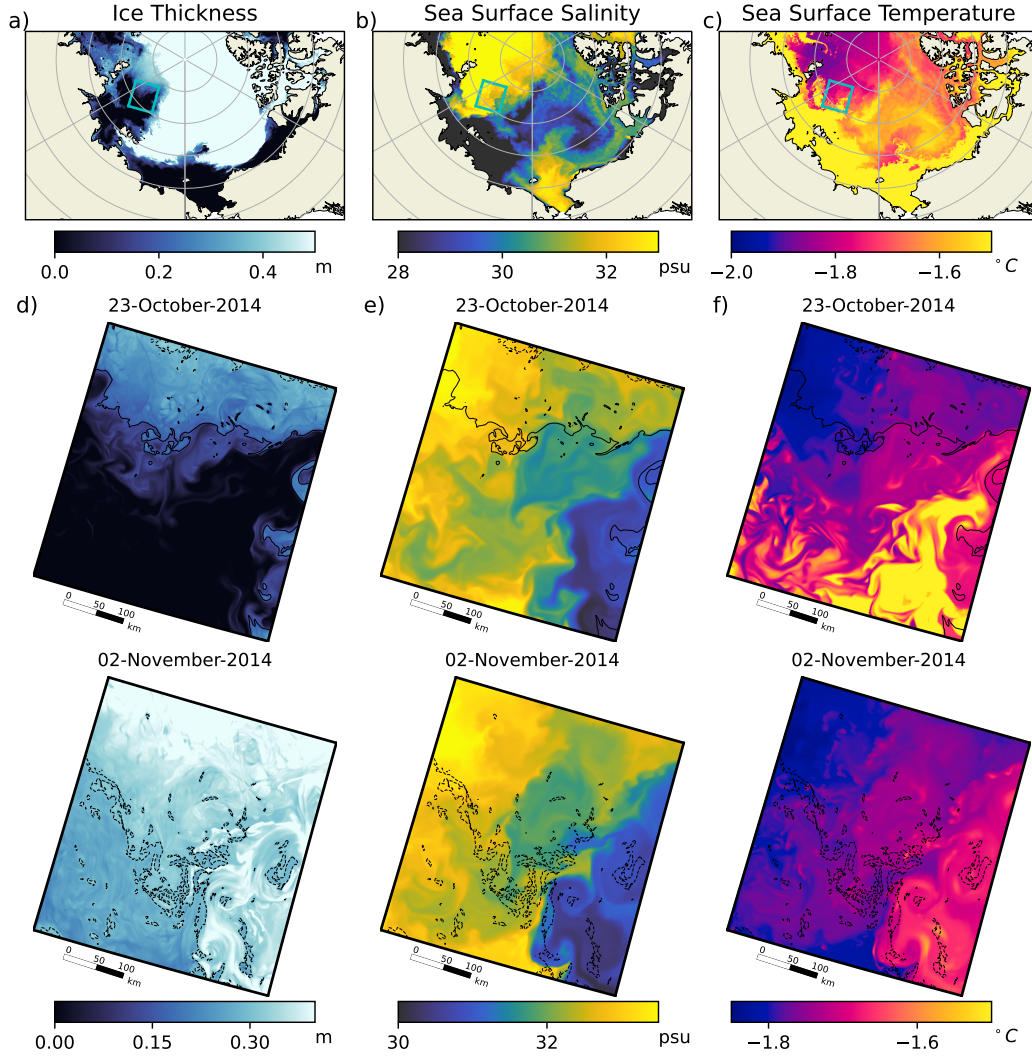 a) Ice Thickness
b) Sea Surface Salinity
c) Sea Surface Temperature
0.0 0.2 0.4 m
28 30 32 psu
−2.0 −1.8 −1.6 °C
d) 23-October-2014
e) 23-October-2014
f) 23-October-2014
0 50 100 km
0 50 100 km
0 50 100 km
02-November-2014
02-November-2014
02-November-2014
0 50 100 km
0 50 100 km
0 50 100 km
0.00 0.15 0.30 m
30 32 psu
−1.8 −1.6 °C